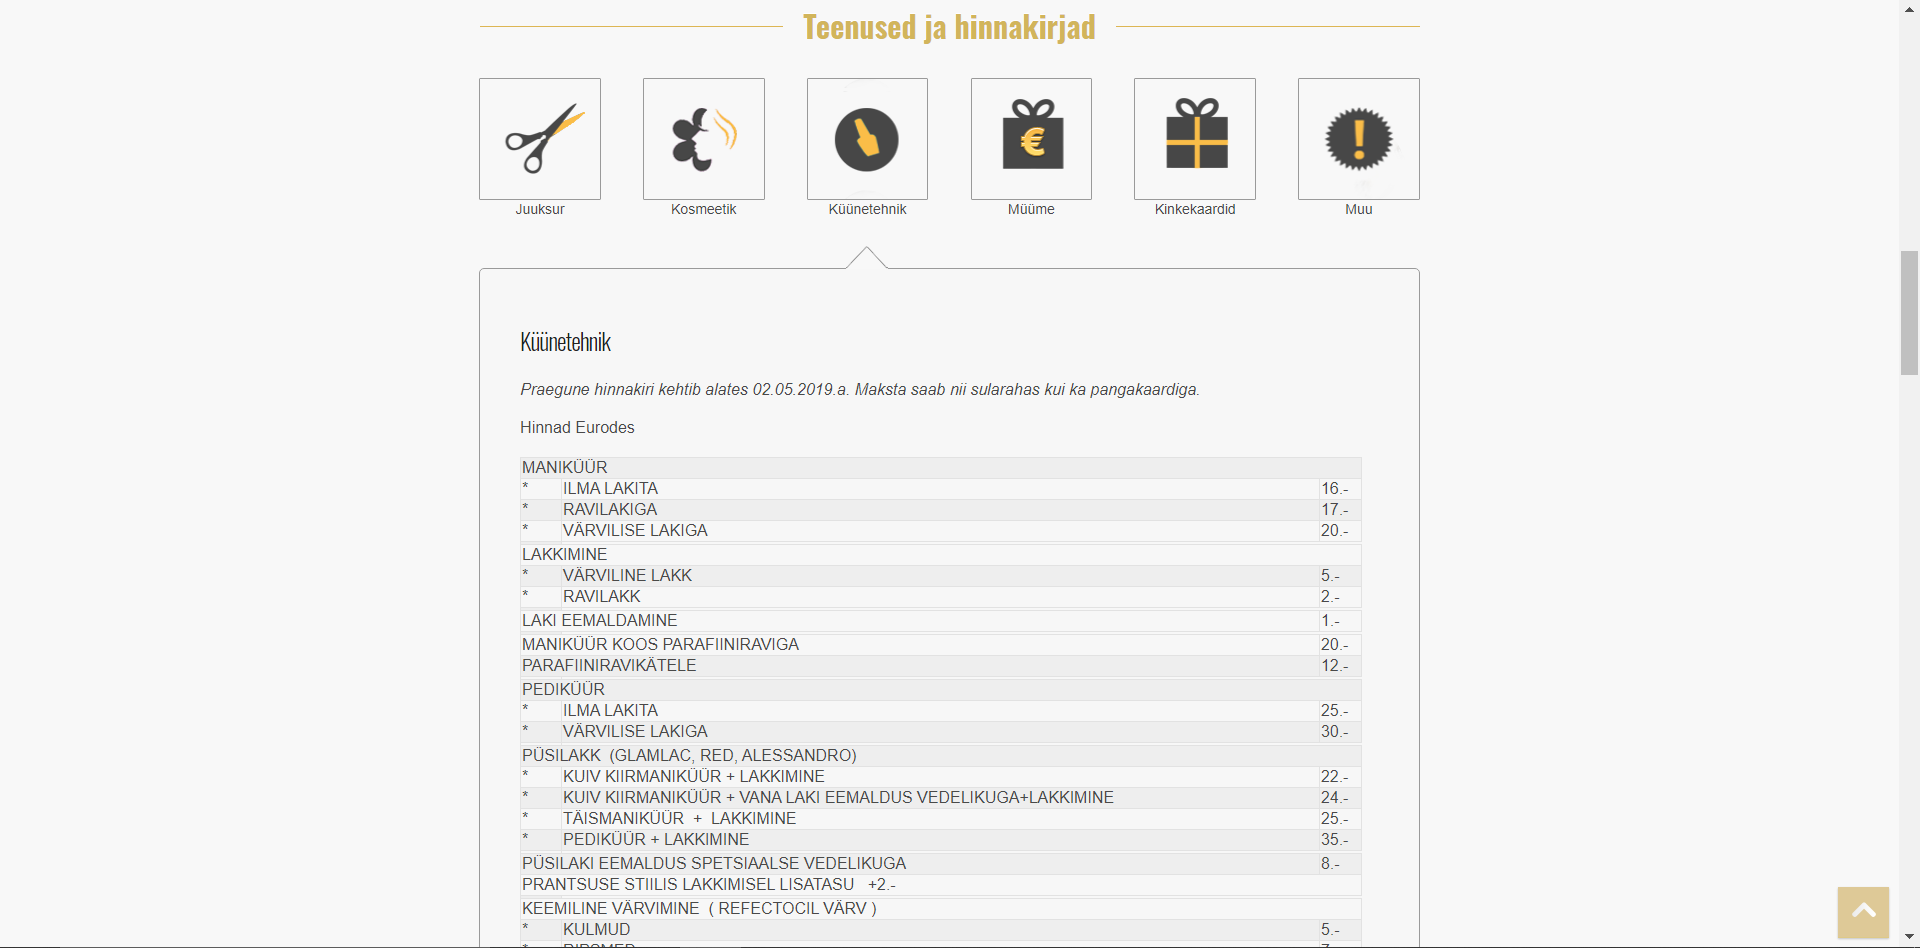 Teenused ja hinnakirjad
Juuksur
Kosmeetik
Küünetehnik
Müüme
Kinkekaardid
Muu
Küünetehnik
Praegune hinnakiri kehtib alates 02.05.2019.a. Maksta saab nii sularahas kui ka pangakaardiga.
Hinnad Eurodes
MANIKÜÜR
* ILMA LAKITA 16.-
* RAVILAKIGA 17.-
* VÄRVILISE LAKIGA 20.-
LAKKIMINE
* VÄRVILINE LAKK 5.-
* RAVILAKK 2.-
LAKI EEMALDAMINE 1.-
MANIKÜÜR KOOS PARAFIINIRAVIGA 20.-
PARAFIINIRAVIKÄTELE 12.-
PEDIKÜÜR
* ILMA LAKITA 25.-
* VÄRVILISE LAKIGA 30.-
PÜSILAKK (GLAMLAC, RED, ALESSANDRO)
* KUIV KIIRMANIKÜÜR + LAKKIMINE 22.-
* KUIV KIIRMANIKÜÜR + VANA LAKI EEMALDUS VEDELIKUGA+LAKKIMINE 24.-
* TÄISMANIKÜÜR + LAKKIMINE 25.-
* PEDIKÜÜR + LAKKIMINE 35.-
PÜSILAKI EEMALDUS SPETSIAALSE VEDELIKUGA 8.-
PRANTSUSE STIILIS LAKKIMISEL LISATASU +2.-
KEEMILINE VÄRVIMINE ( REFECTOCIL VÄRV )
* KULMUD 5.-